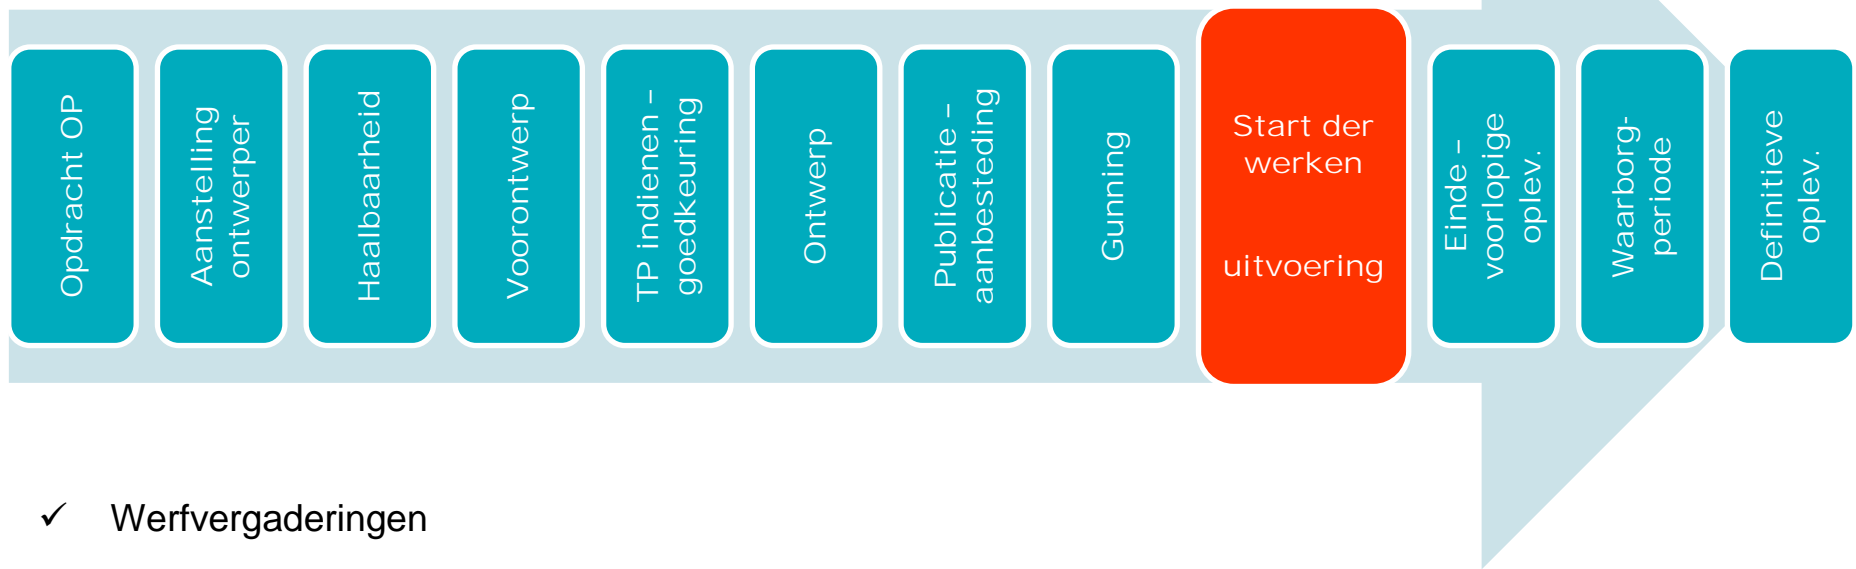 Opdracht OP
Aanstelling
ontwerper
Haalbaarheid
Voorontwerp
TP indienen –
goedkeuring
Ontwerp
Publicatie –
aanbesteding
Gunning
Start der
werken
uitvoering
Einde –
voorlopige
oplev.
Waarborg-
periode
Definitieve
oplev.
✓ Werfvergaderingen